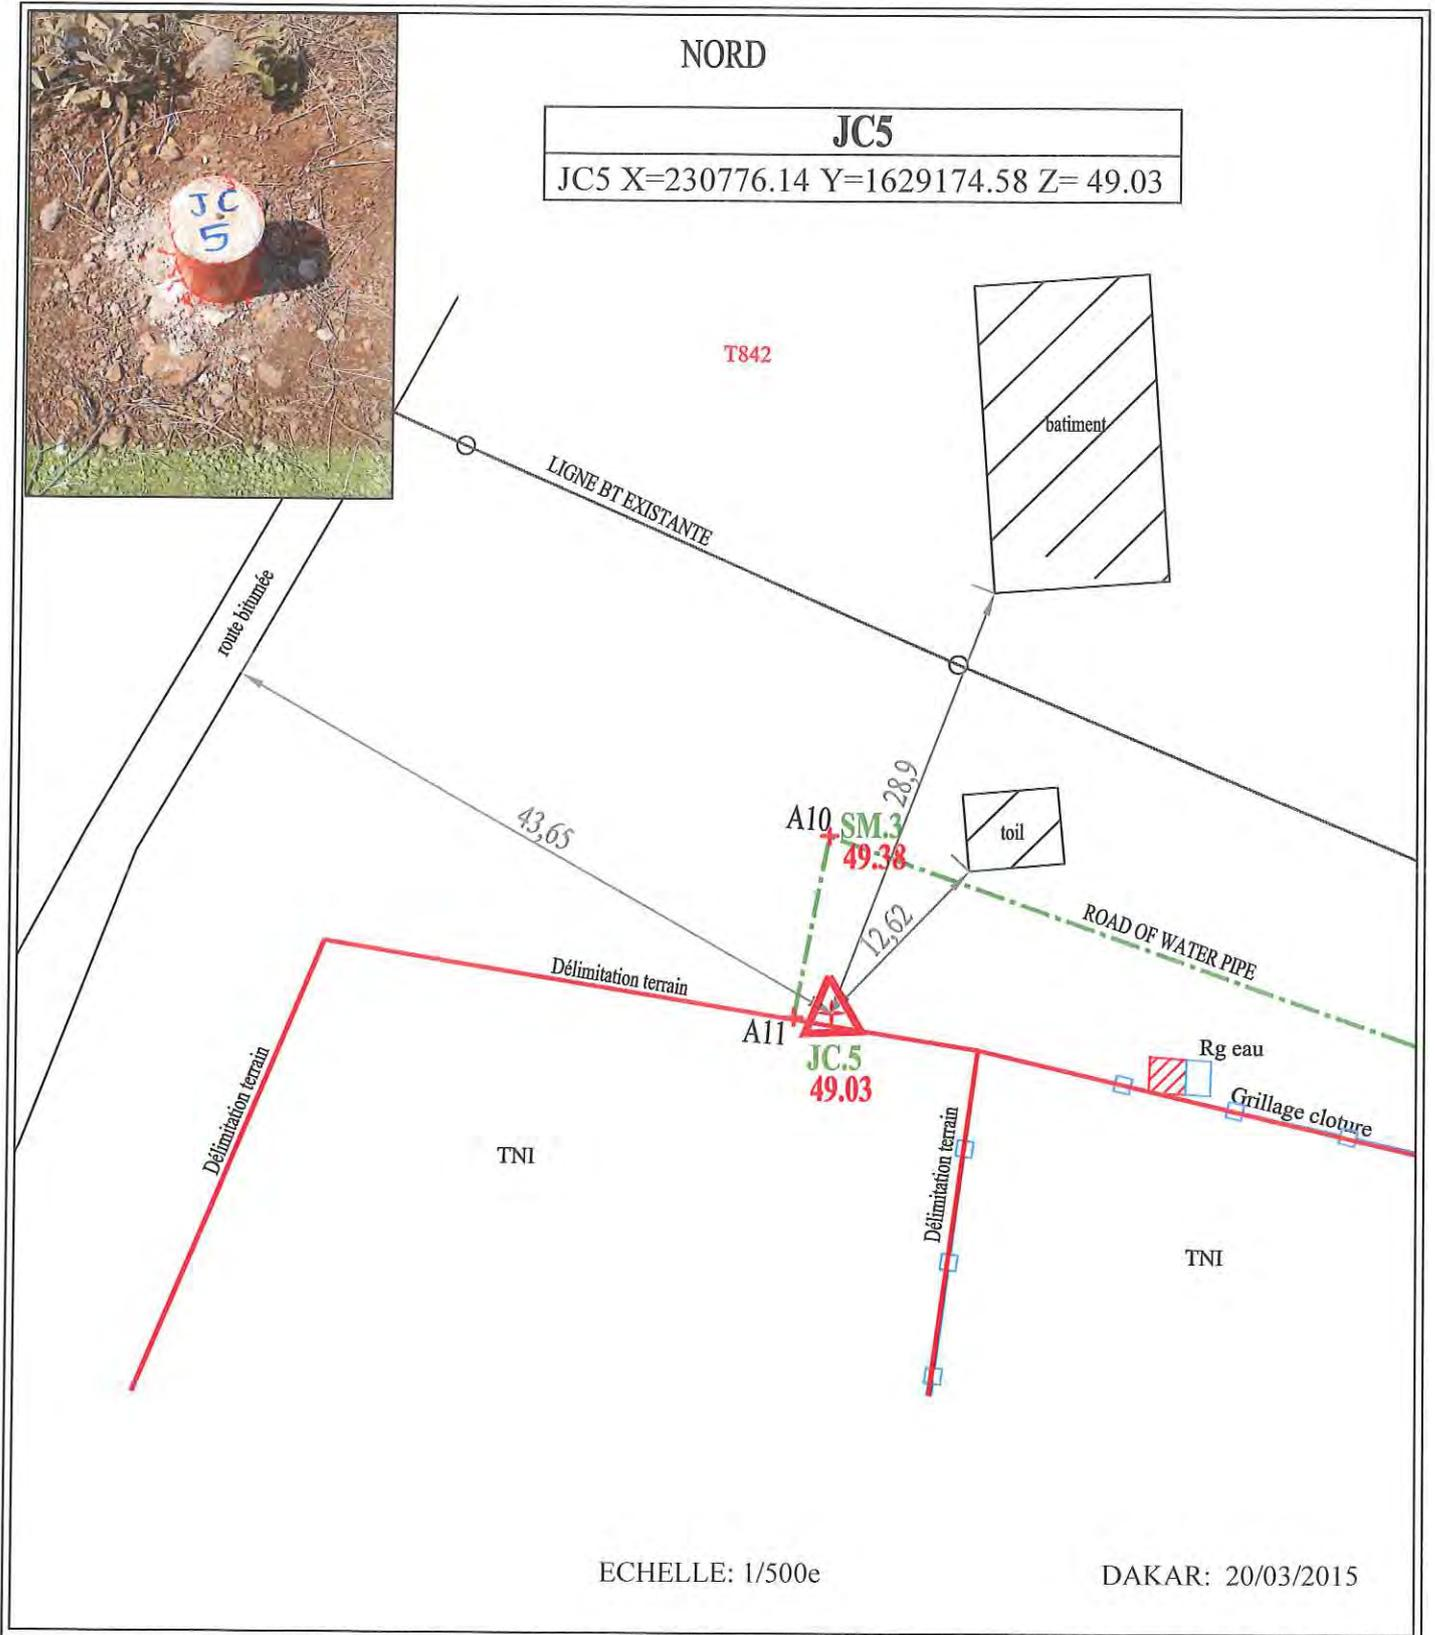 NORD
JC5
JC5 X=230776.14 Y=1629174.58 Z= 49.03
JC
5
T842
batiment
LIGNE BT EXISTANTE
route bitumée
28,9
43,65
A10
SM.3
49.38
toil
12,62
ROAD OF WATER PIPE
Délimitation terrain
A11
JC.5
49.03
Rg eau
Grillage cloture
Délimitation terrain
Délimitation terrain
TNI
TNI
ECHELLE: 1/500e
DAKAR: 20/03/2015